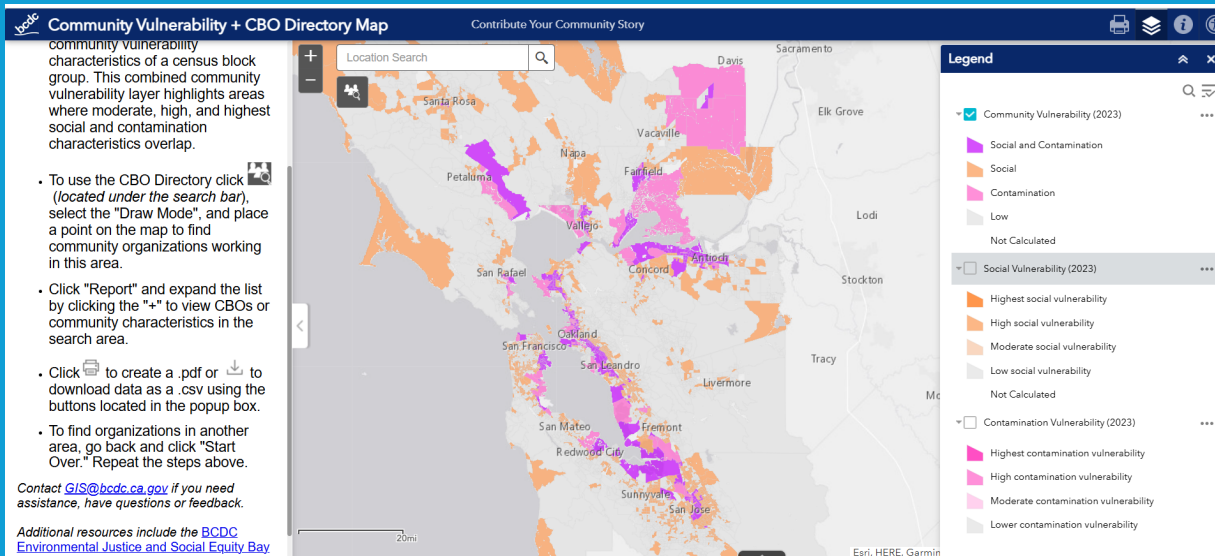 bcdc
Community Vulnerability + CBO Directory Map
Contribute Your Community Story
community vulnerability
characteristics of a census block
group. This combined community
vulnerability layer highlights areas
where moderate, high, and highest
social and contamination
characteristics overlap.
• To use the CBO Directory click
(located under the search bar),
select the "Draw Mode", and place
a point on the map to find
community organizations working
in this area.
• Click "Report" and expand the list
by clicking the "+" to view CBOs or
community characteristics in the
search area.
• Click to create a .pdf or to
download data as a .csv using the
buttons located in the popup box.
• To find organizations in another
area, go back and click "Start
Over." Repeat the steps above.
Contact GIS@bcdc.ca.gov if you need
assistance, have questions or feedback.
Additional resources include the BCDC
Environmental Justice and Social Equity Bay
+
−
Location Search
Sacramento
Davis
Santa Rosa
Elk Grove
Vacaville
Napa
Fairfield
Petaluma
Lodi
Vallejo
Antioch
Concord
San Rafael
Stockton
Oakland
San Francisco
San Leandro
Tracy
Livermore
Mo
San Mateo
Fremont
Redwood City
Sunnyvale
San Jose
20mi
Esri, HERE, Garmin
Legend
Community Vulnerability (2023)
Social and Contamination
Social
Contamination
Low
Not Calculated
Social Vulnerability (2023)
Highest social vulnerability
High social vulnerability
Moderate social vulnerability
Low social vulnerability
Not Calculated
Contamination Vulnerability (2023)
Highest contamination vulnerability
High contamination vulnerability
Moderate contamination vulnerability
Lower contamination vulnerability